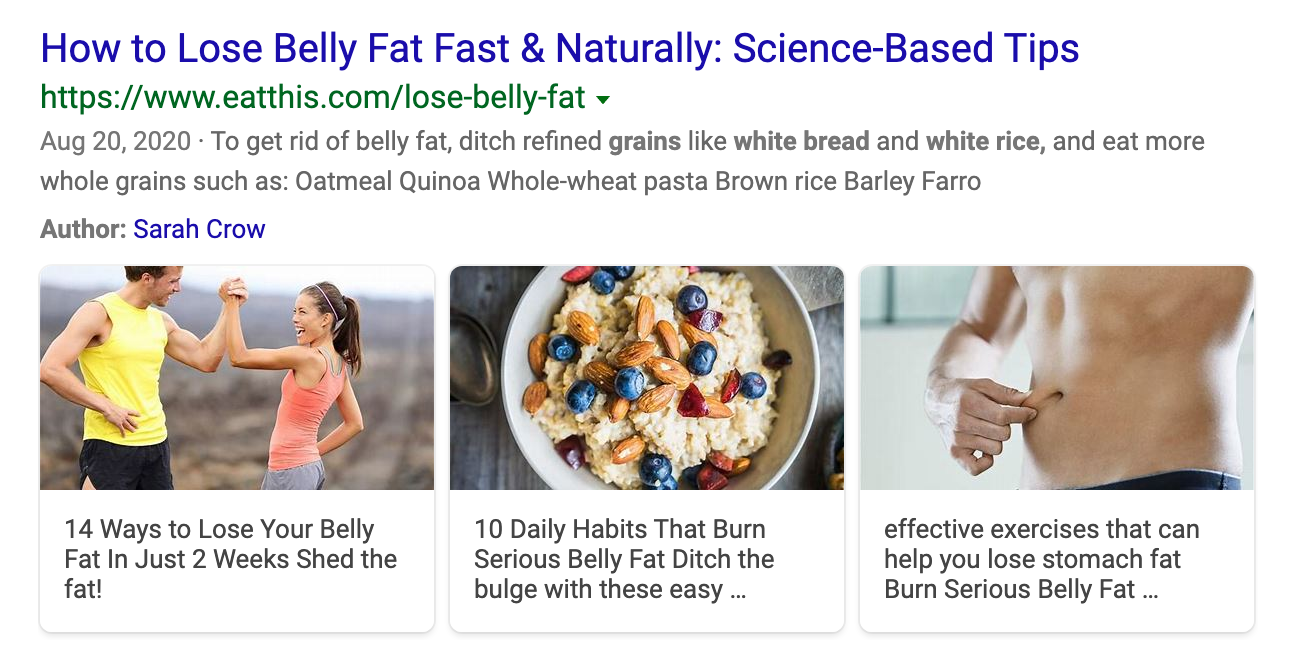 How to Lose Belly Fat Fast & Naturally: Science-Based Tips
https://www.eatthis.com/lose-belly-fat
Aug 20, 2020 · To get rid of belly fat, ditch refined grains like white bread and white rice, and eat more
whole grains such as: Oatmeal Quinoa Whole-wheat pasta Brown rice Barley Farro
Author: Sarah Crow
14 Ways to Lose Your Belly
Fat In Just 2 Weeks Shed the
fat!
10 Daily Habits That Burn
Serious Belly Fat Ditch the
bulge with these easy ...
effective exercises that can
help you lose stomach fat
Burn Serious Belly Fat ...